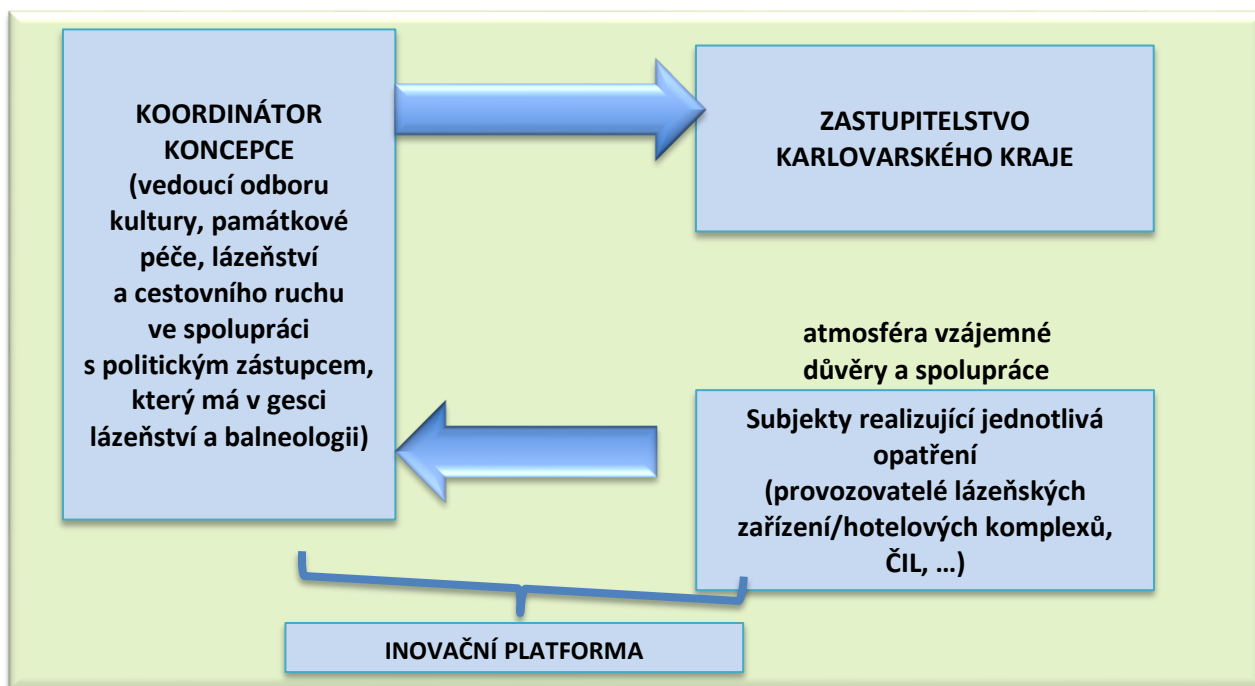 KOORDINÁTOR
KONCEPCE
(vedoucí odboru
kultury, památkové
péče, lázeňství
a cestovního ruchu
ve spolupráci
s politickým zástupcem,
který má v gesci
lázeňství a balneologii)
ZASTUPITELSTVO
KARLOVARSKÉHO KRAJE
atmosféra vzájemné
důvěry a spolupráce
Subjekty realizující jednotlivá
opatření
(provozovatelé lázeňských
zařízení/hotelových komplexů,
ČIL, …)
INOVAČNÍ PLATFORMA